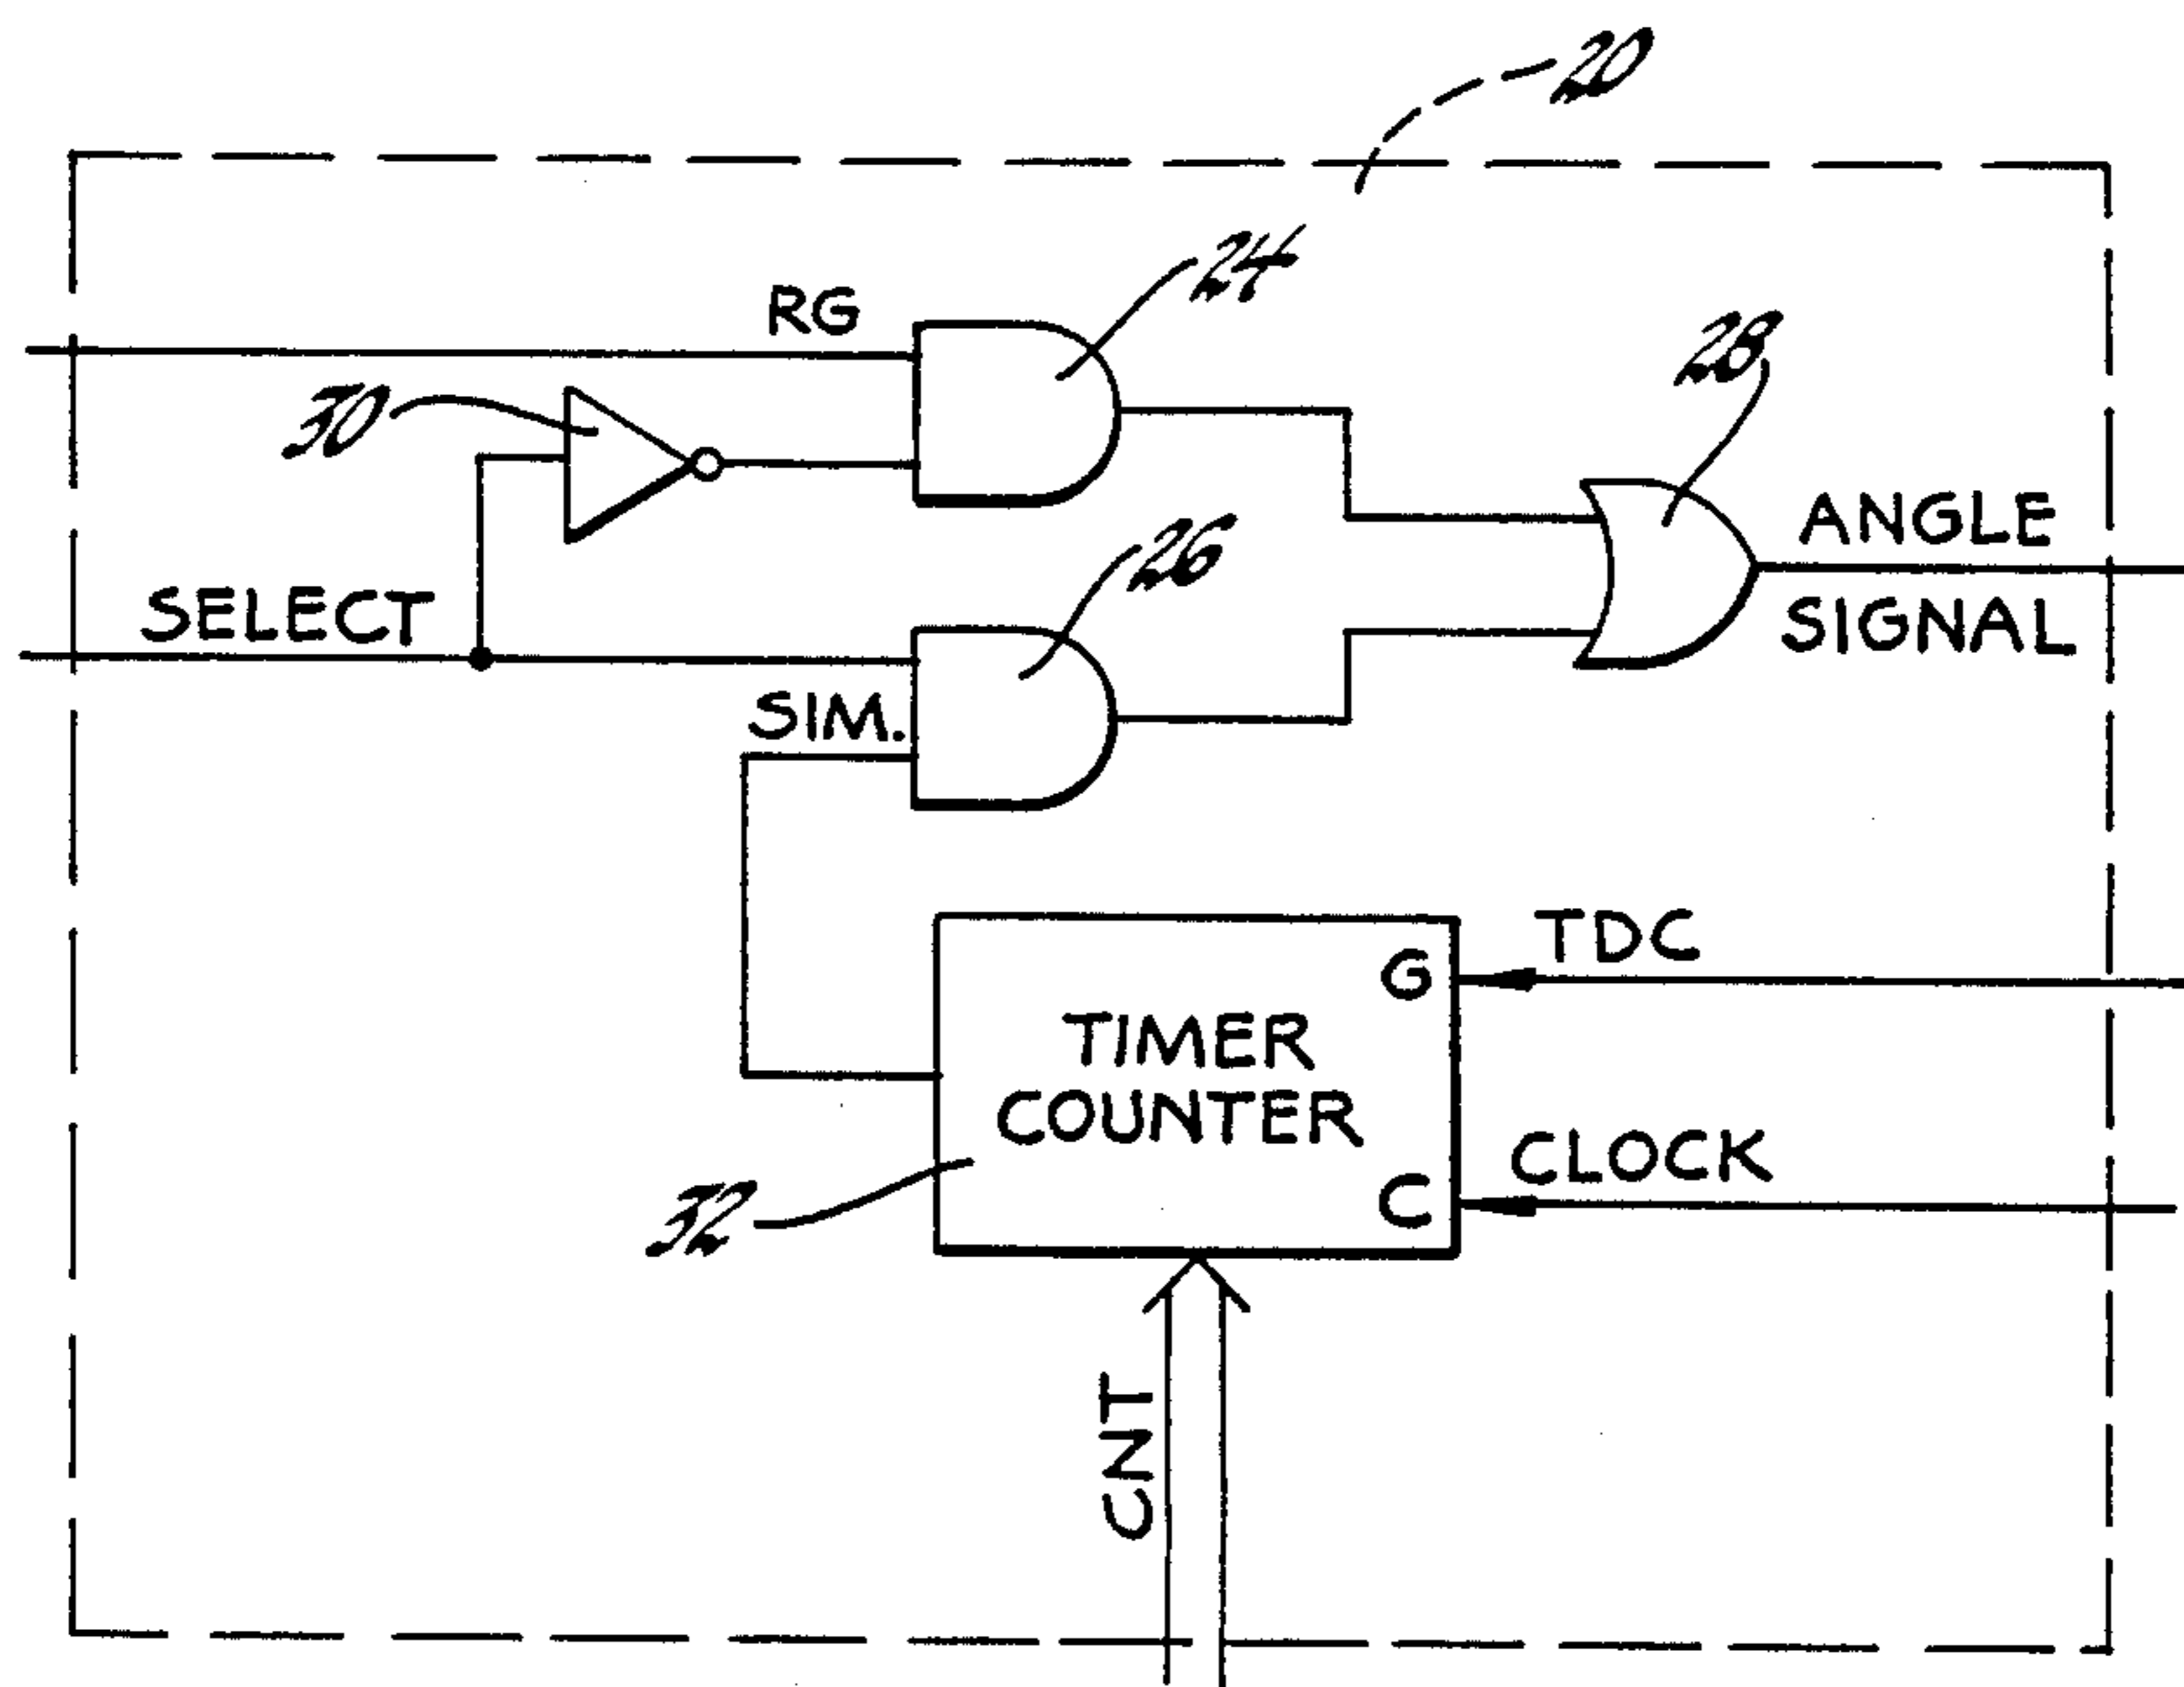 20
24
RG
28
30
ANGLE
26
SELECT
SIGNAL
SIM.
TDC
G
TIMER
COUNTER
CLOCK
C
32
CNT